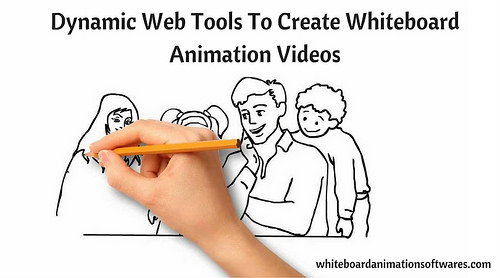 Dynamic Web Tools To Create Whiteboard
Animation Videos
whiteboardanimationsoftwares.com